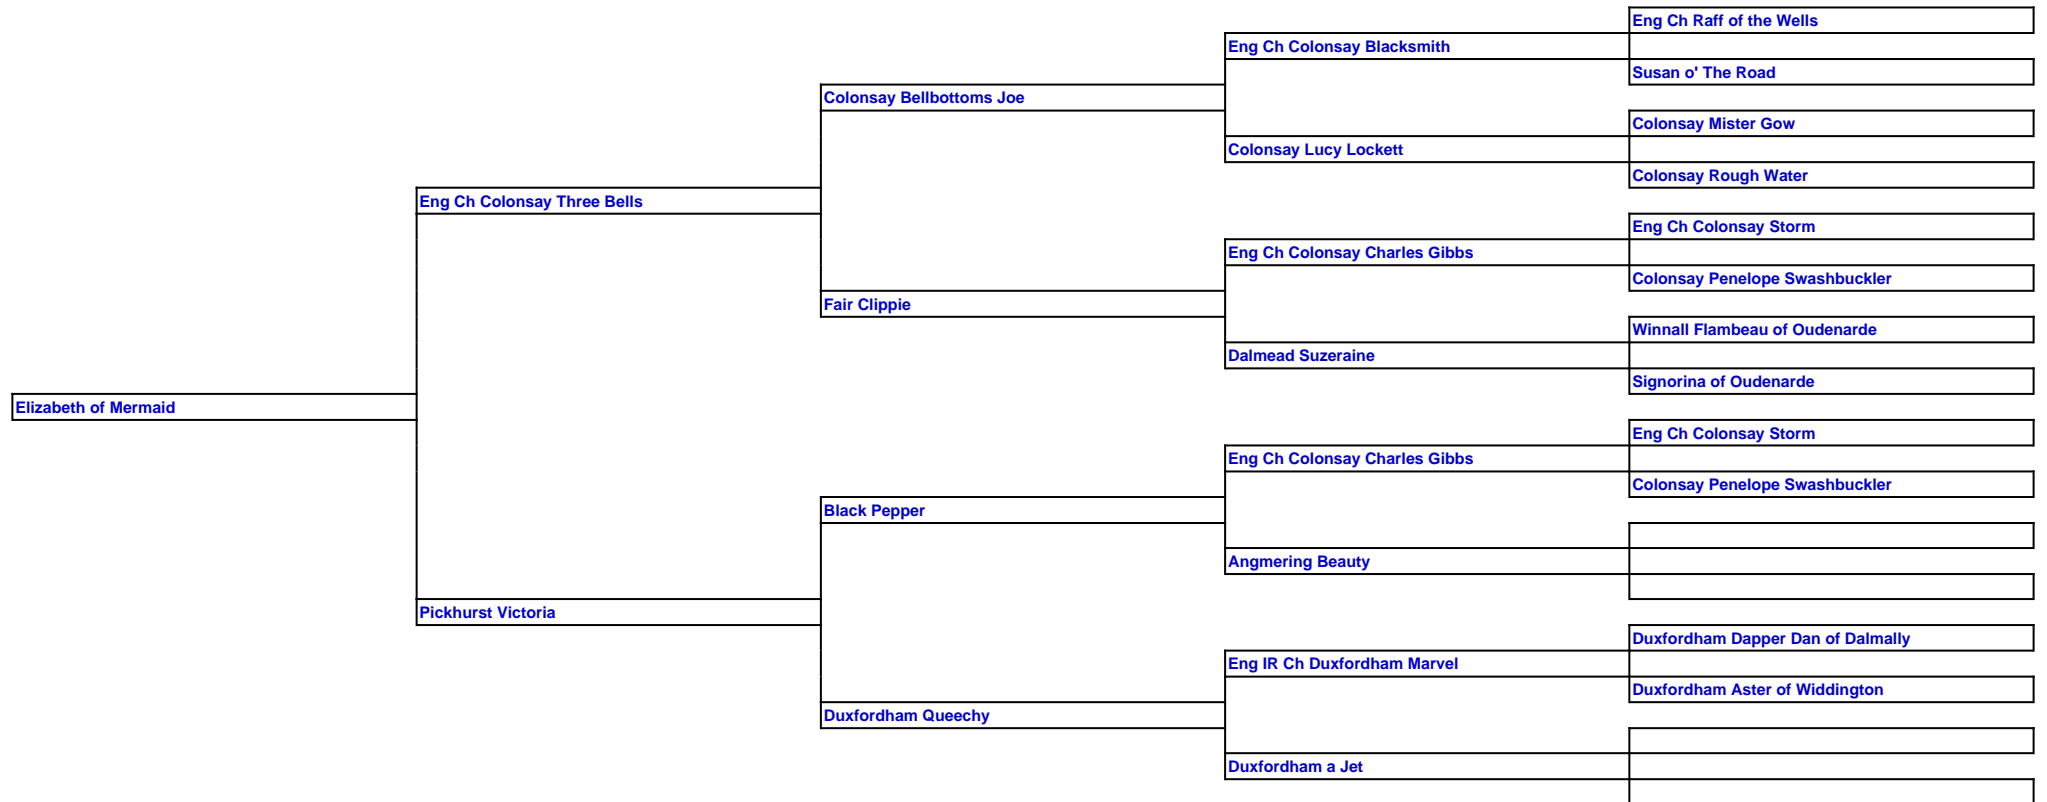 Eng Ch Raff of the Wells
Eng Ch Colonsay Blacksmith
Susan o' The Road
Colonsay Bellbottoms Joe
Colonsay Mister Gow
Colonsay Lucy Lockett
Colonsay Rough Water
Eng Ch Colonsay Three Bells
Eng Ch Colonsay Storm
Eng Ch Colonsay Charles Gibbs
Colonsay Penelope Swashbuckler
Fair Clippie
Winnall Flambeau of Oudenarde
Dalmead Suzeraine
Signorina of Oudenarde
Elizabeth of Mermaid
Eng Ch Colonsay Storm
Eng Ch Colonsay Charles Gibbs
Colonsay Penelope Swashbuckler
Black Pepper
Angmering Beauty
Pickhurst Victoria
Duxfordham Dapper Dan of Dalmally
Eng IR Ch Duxfordham Marvel
Duxfordham Aster of Widdington
Duxfordham Queechy
Duxfordham a Jet